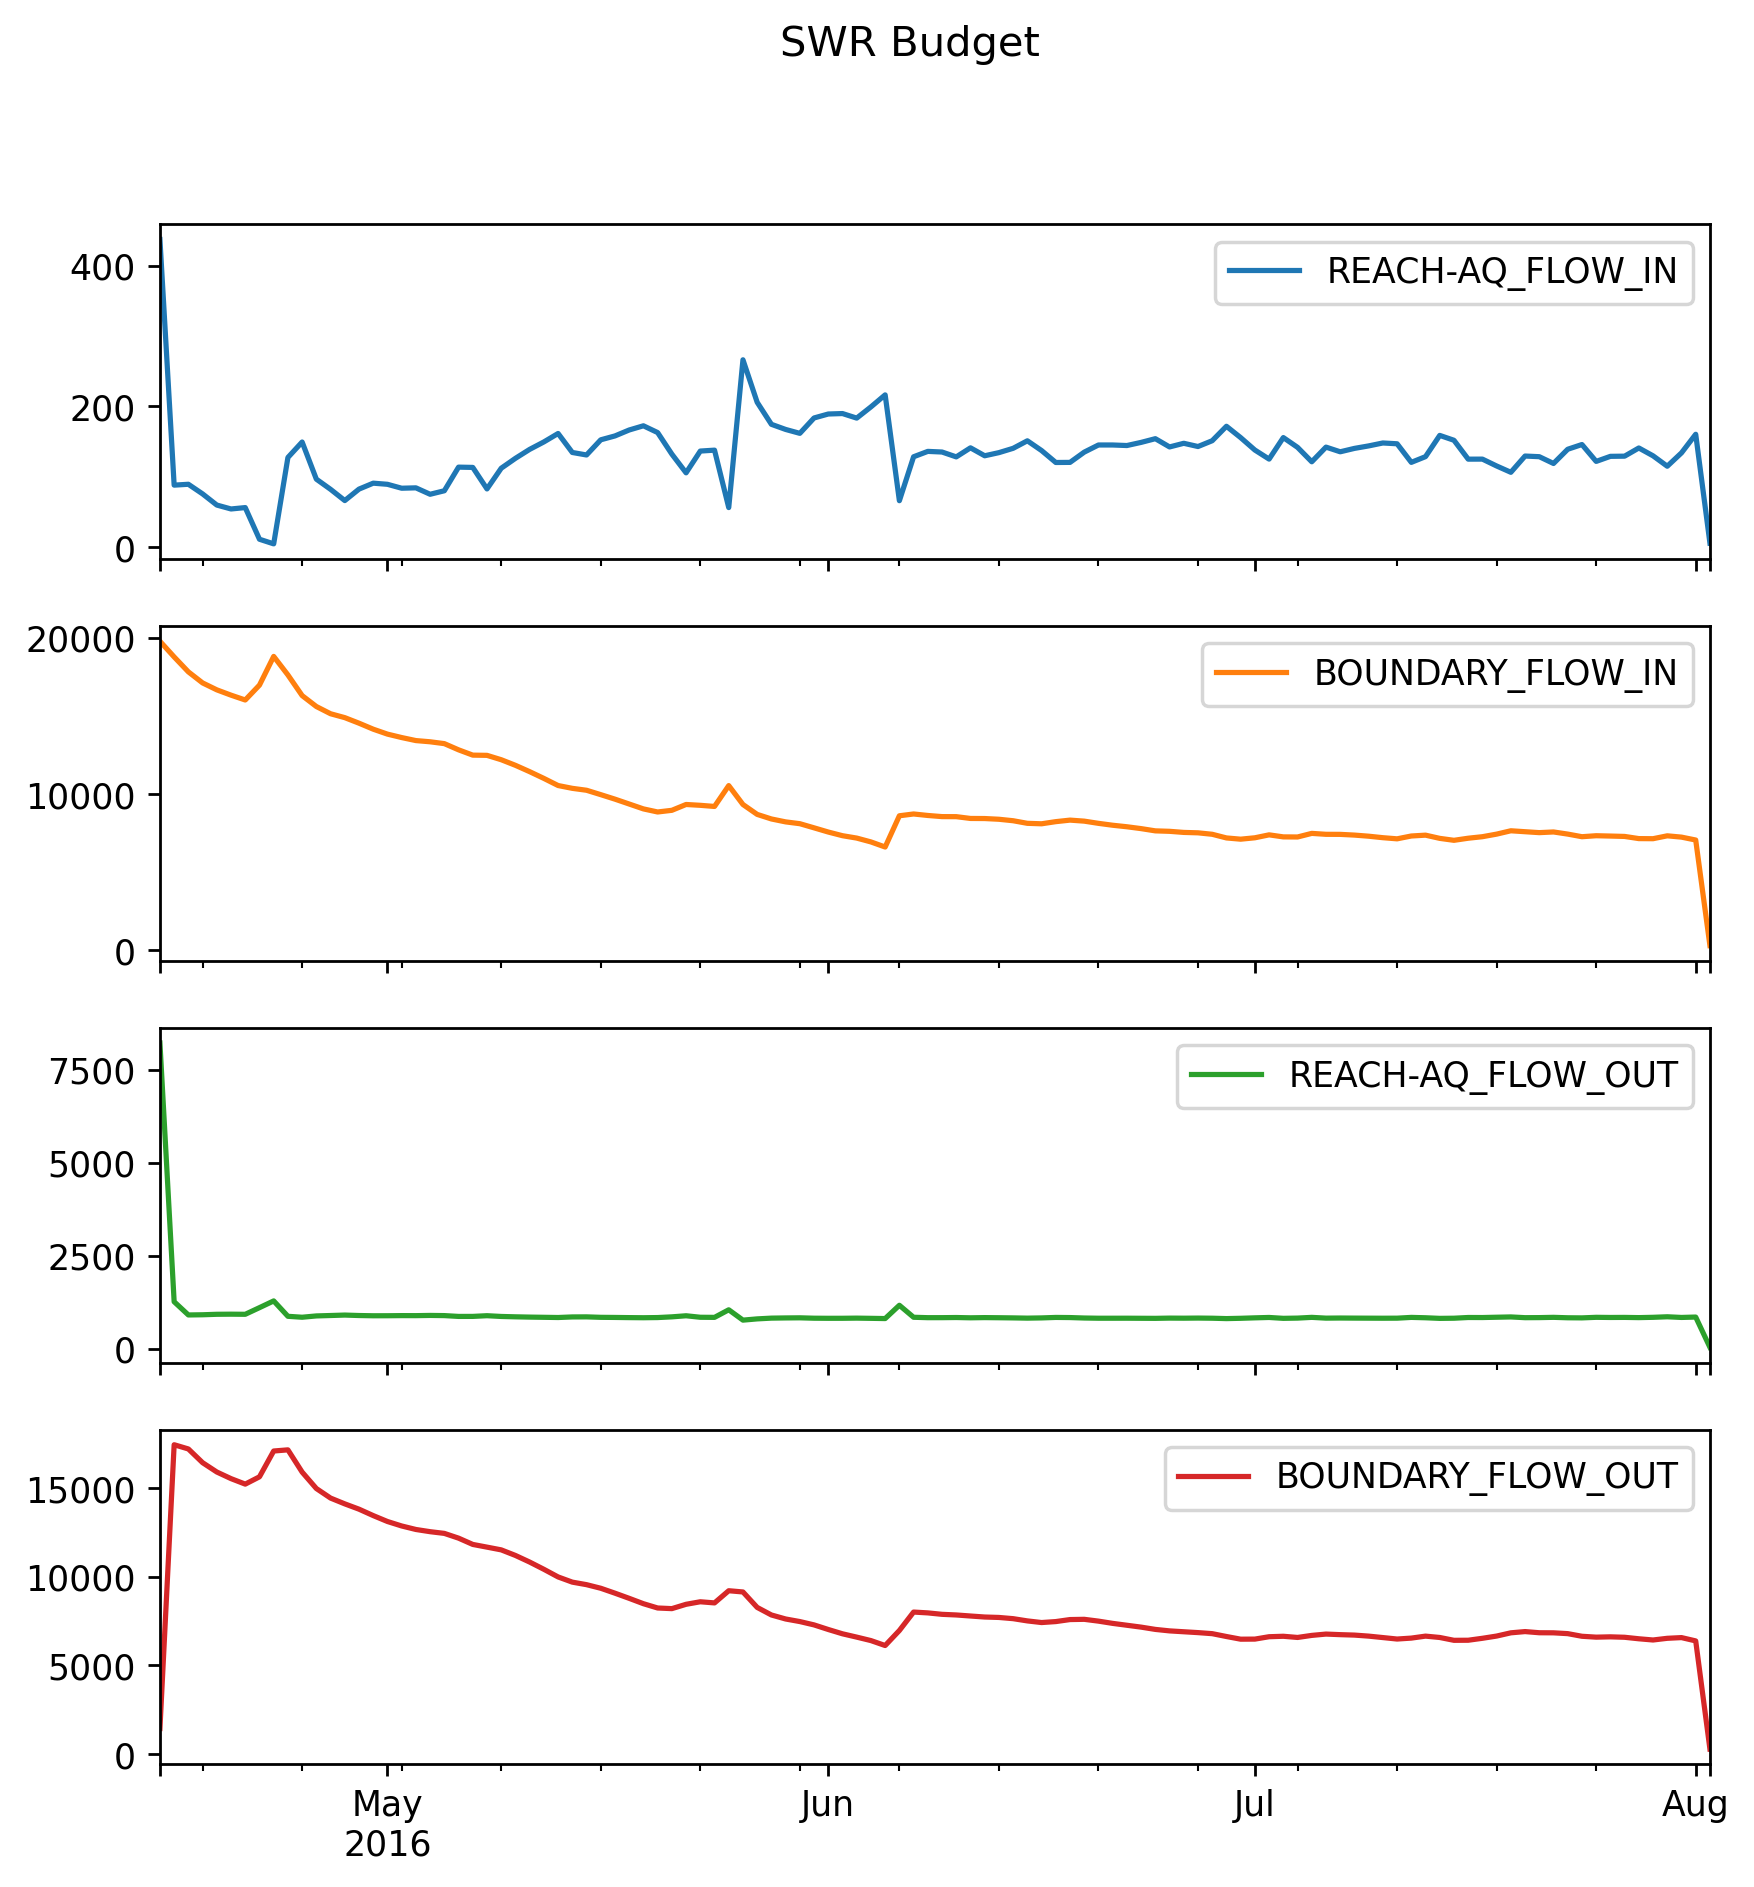 SWR Budget
400
200
0
REACH-AQ_FLOW_IN
20000
10000
0
BOUNDARY_FLOW_IN
7500
5000
2500
0
REACH-AQ_FLOW_OUT
15000
10000
5000
0
BOUNDARY_FLOW_OUT
May Jun Jul Aug
2016